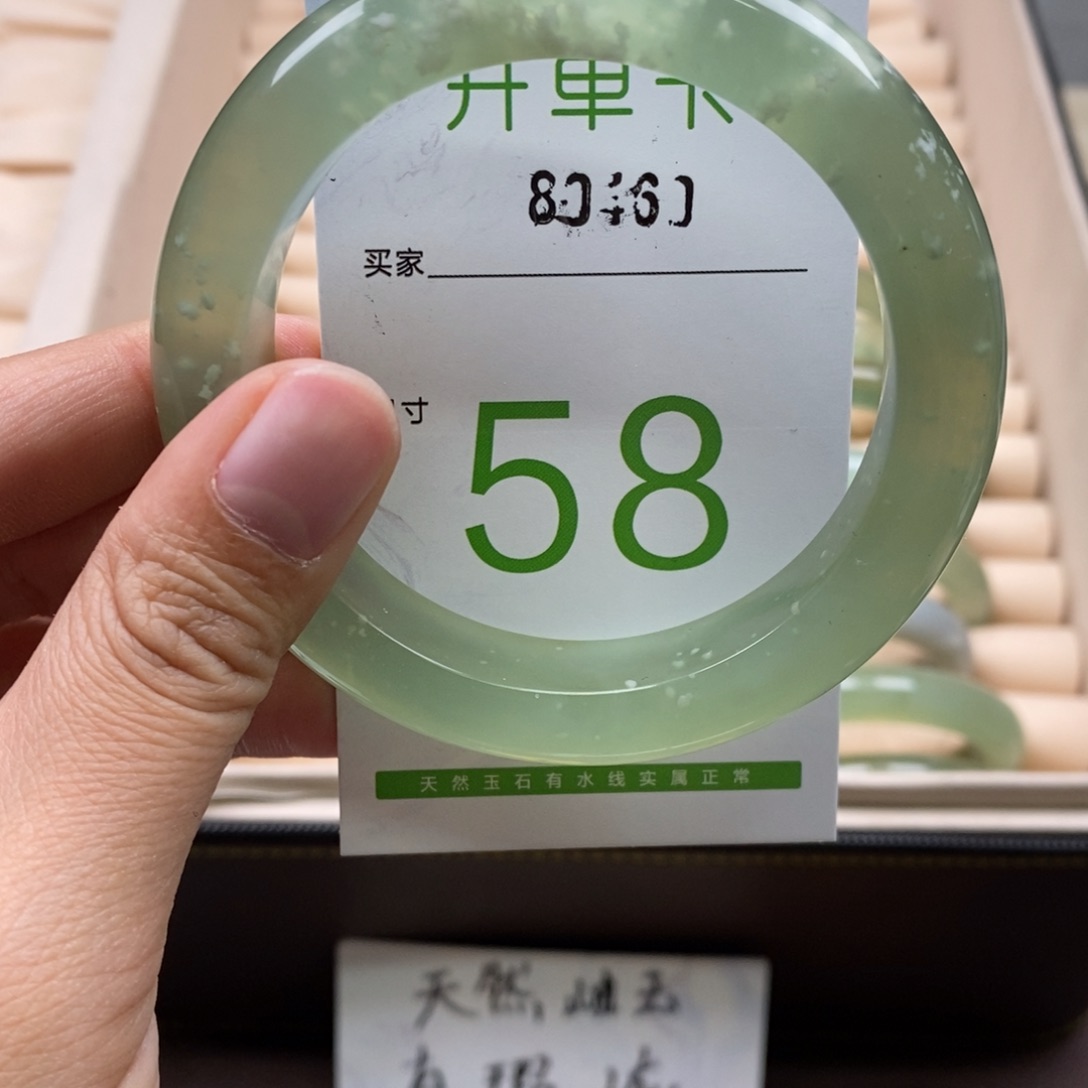 开单卡
买家
寸
58
天然玉石有水线实属正常
天然岫玉